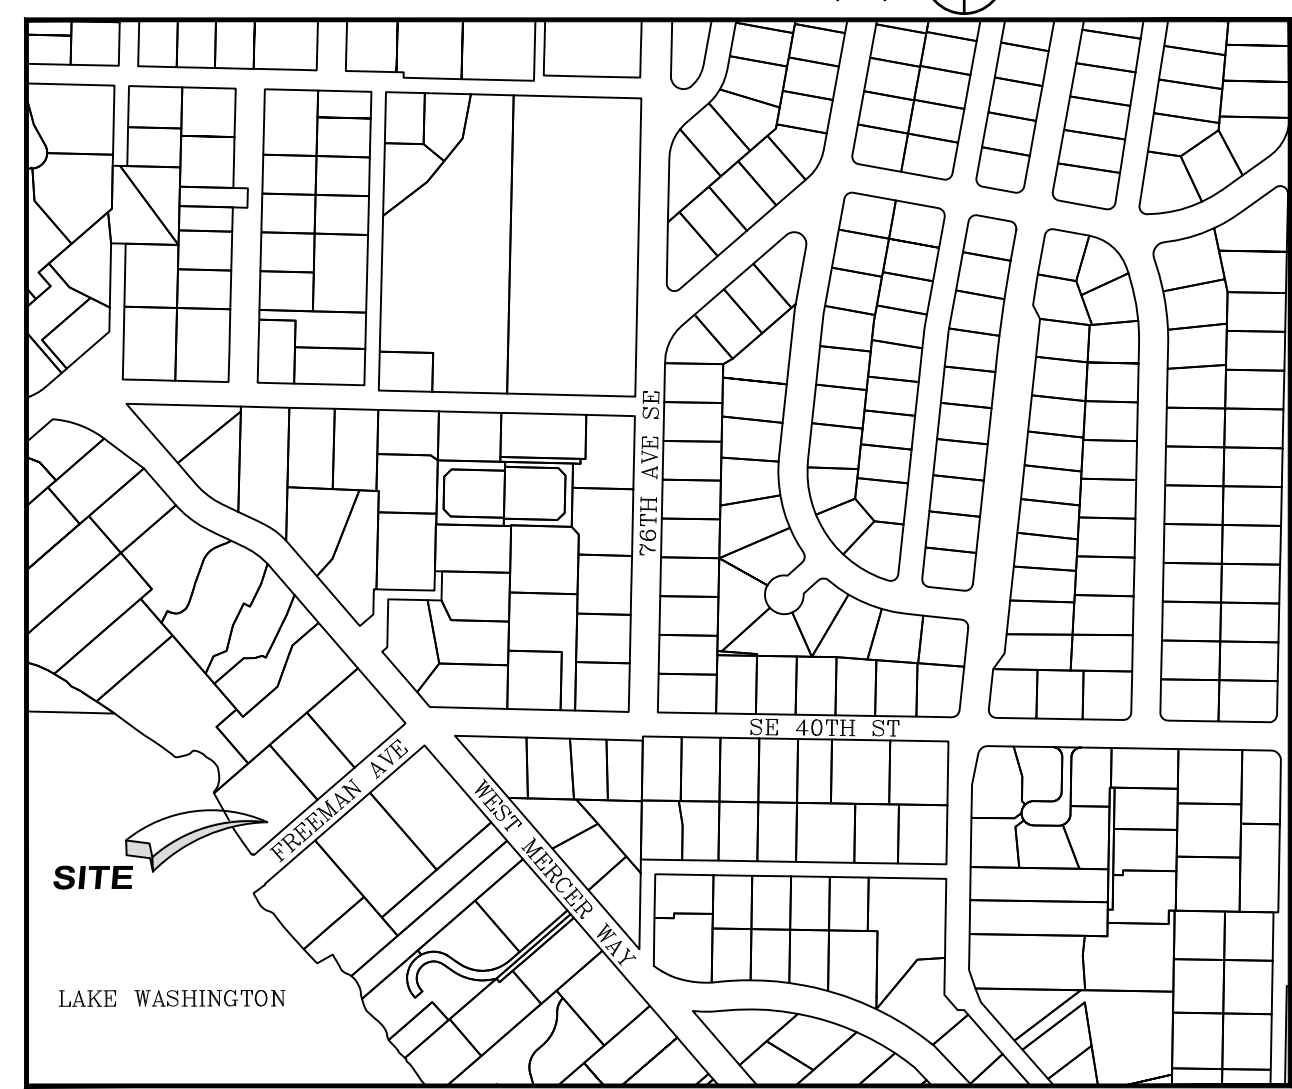 76TH AVE SE
SE 40TH ST
FREEMAN AVE
WEST MERCER WAY
SITE
LAKE WASHINGTON